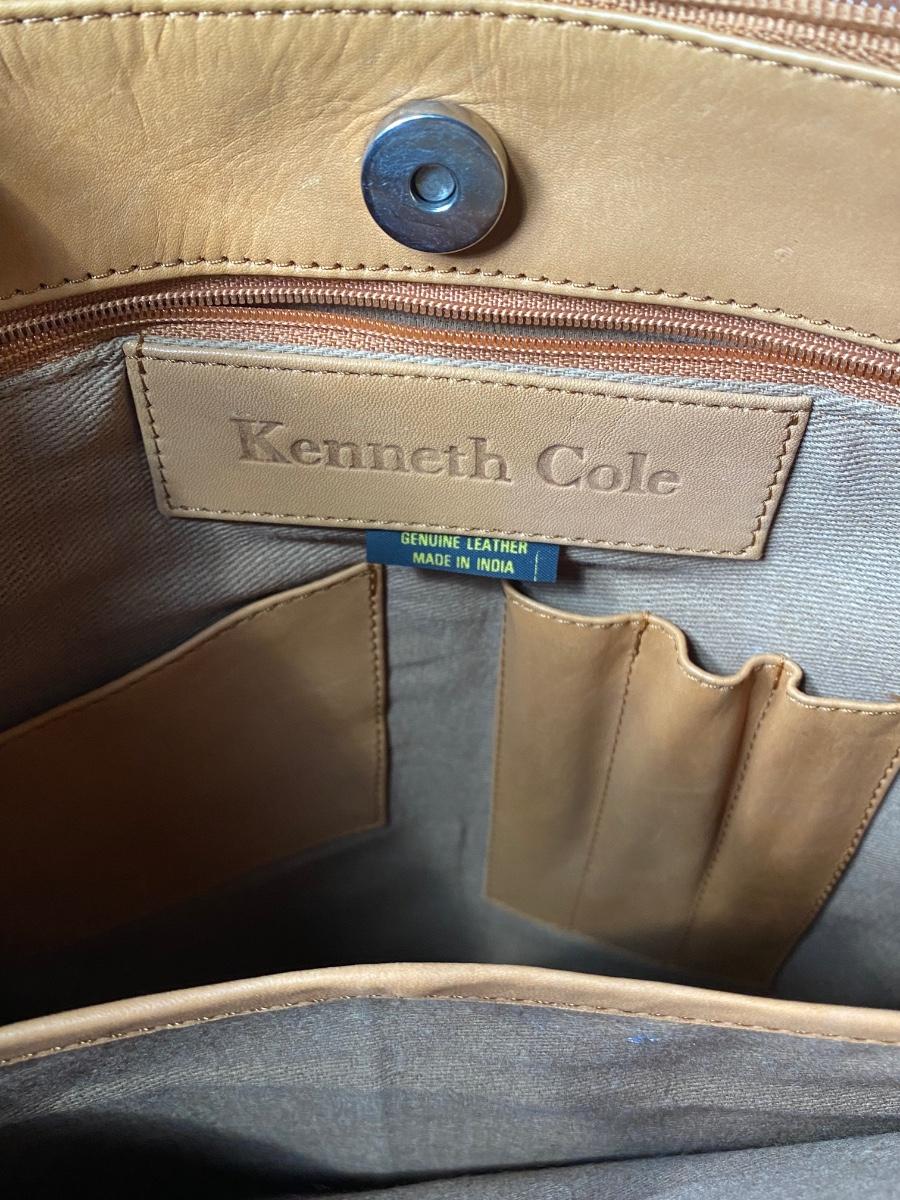 Kenneth Cole
GENUINE LEATHER
MADE IN INDIA